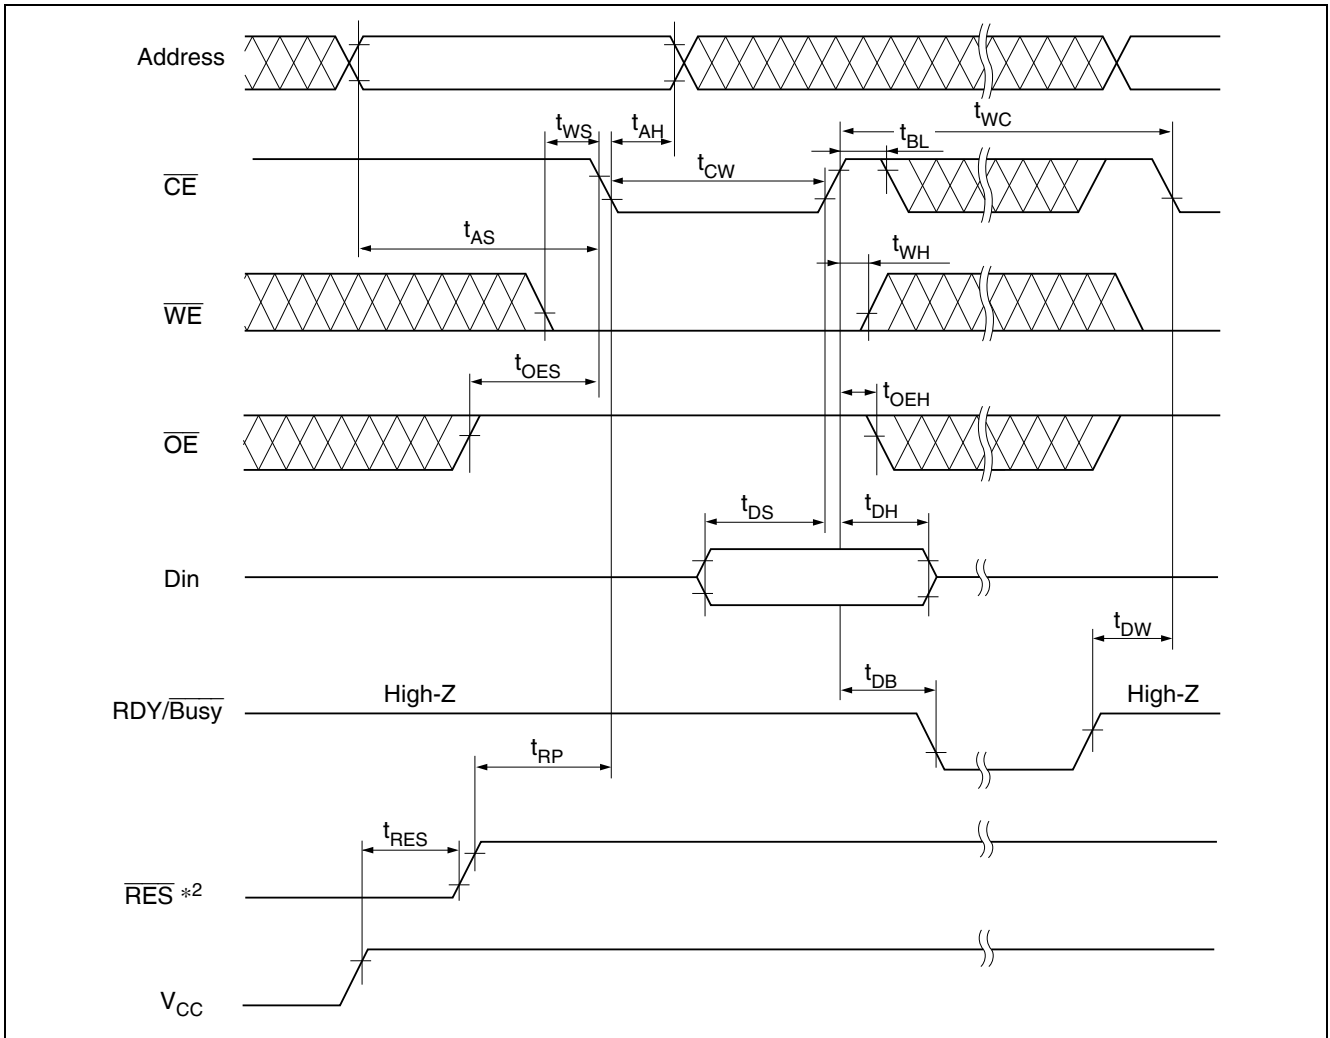 Address
tWC
tWS
tAH
tBL
tCW
CE
tAS
tWH
WE
tOES
tOEH
OE
tDS
tDH
Din
tDW
tDB
High-Z
High-Z
RDY/Busy
tRP
tRES
RES *2
VCC